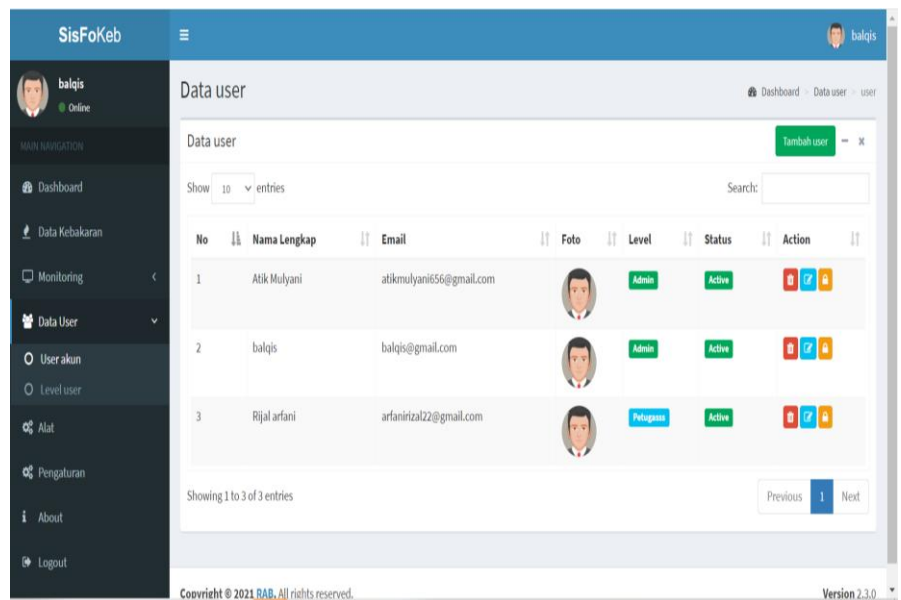 SisFoKeb
balqis
balqis
Online
Data user
Dashboard > Data user > user
MAIN NAVIGATION
Dashboard
Data Kebakaran
Monitoring
Data User
User akun
Level user
Alat
Pengaturan
About
Logout
Data user
Tambah user
Show 10 entries
Search:
No Nama Lengkap Email Foto Level Status Action
1 Atik Mulyani atikmulyani656@gmail.com Admin Active
2 balqis balqis@gmail.com Admin Active
3 Rijal arfani arfanirizal22@gmail.com Petugasss Active
Showing 1 to 3 of 3 entries
Previous 1 Next
Copyright © 2021 RAB. All rights reserved.
Version 2.3.0